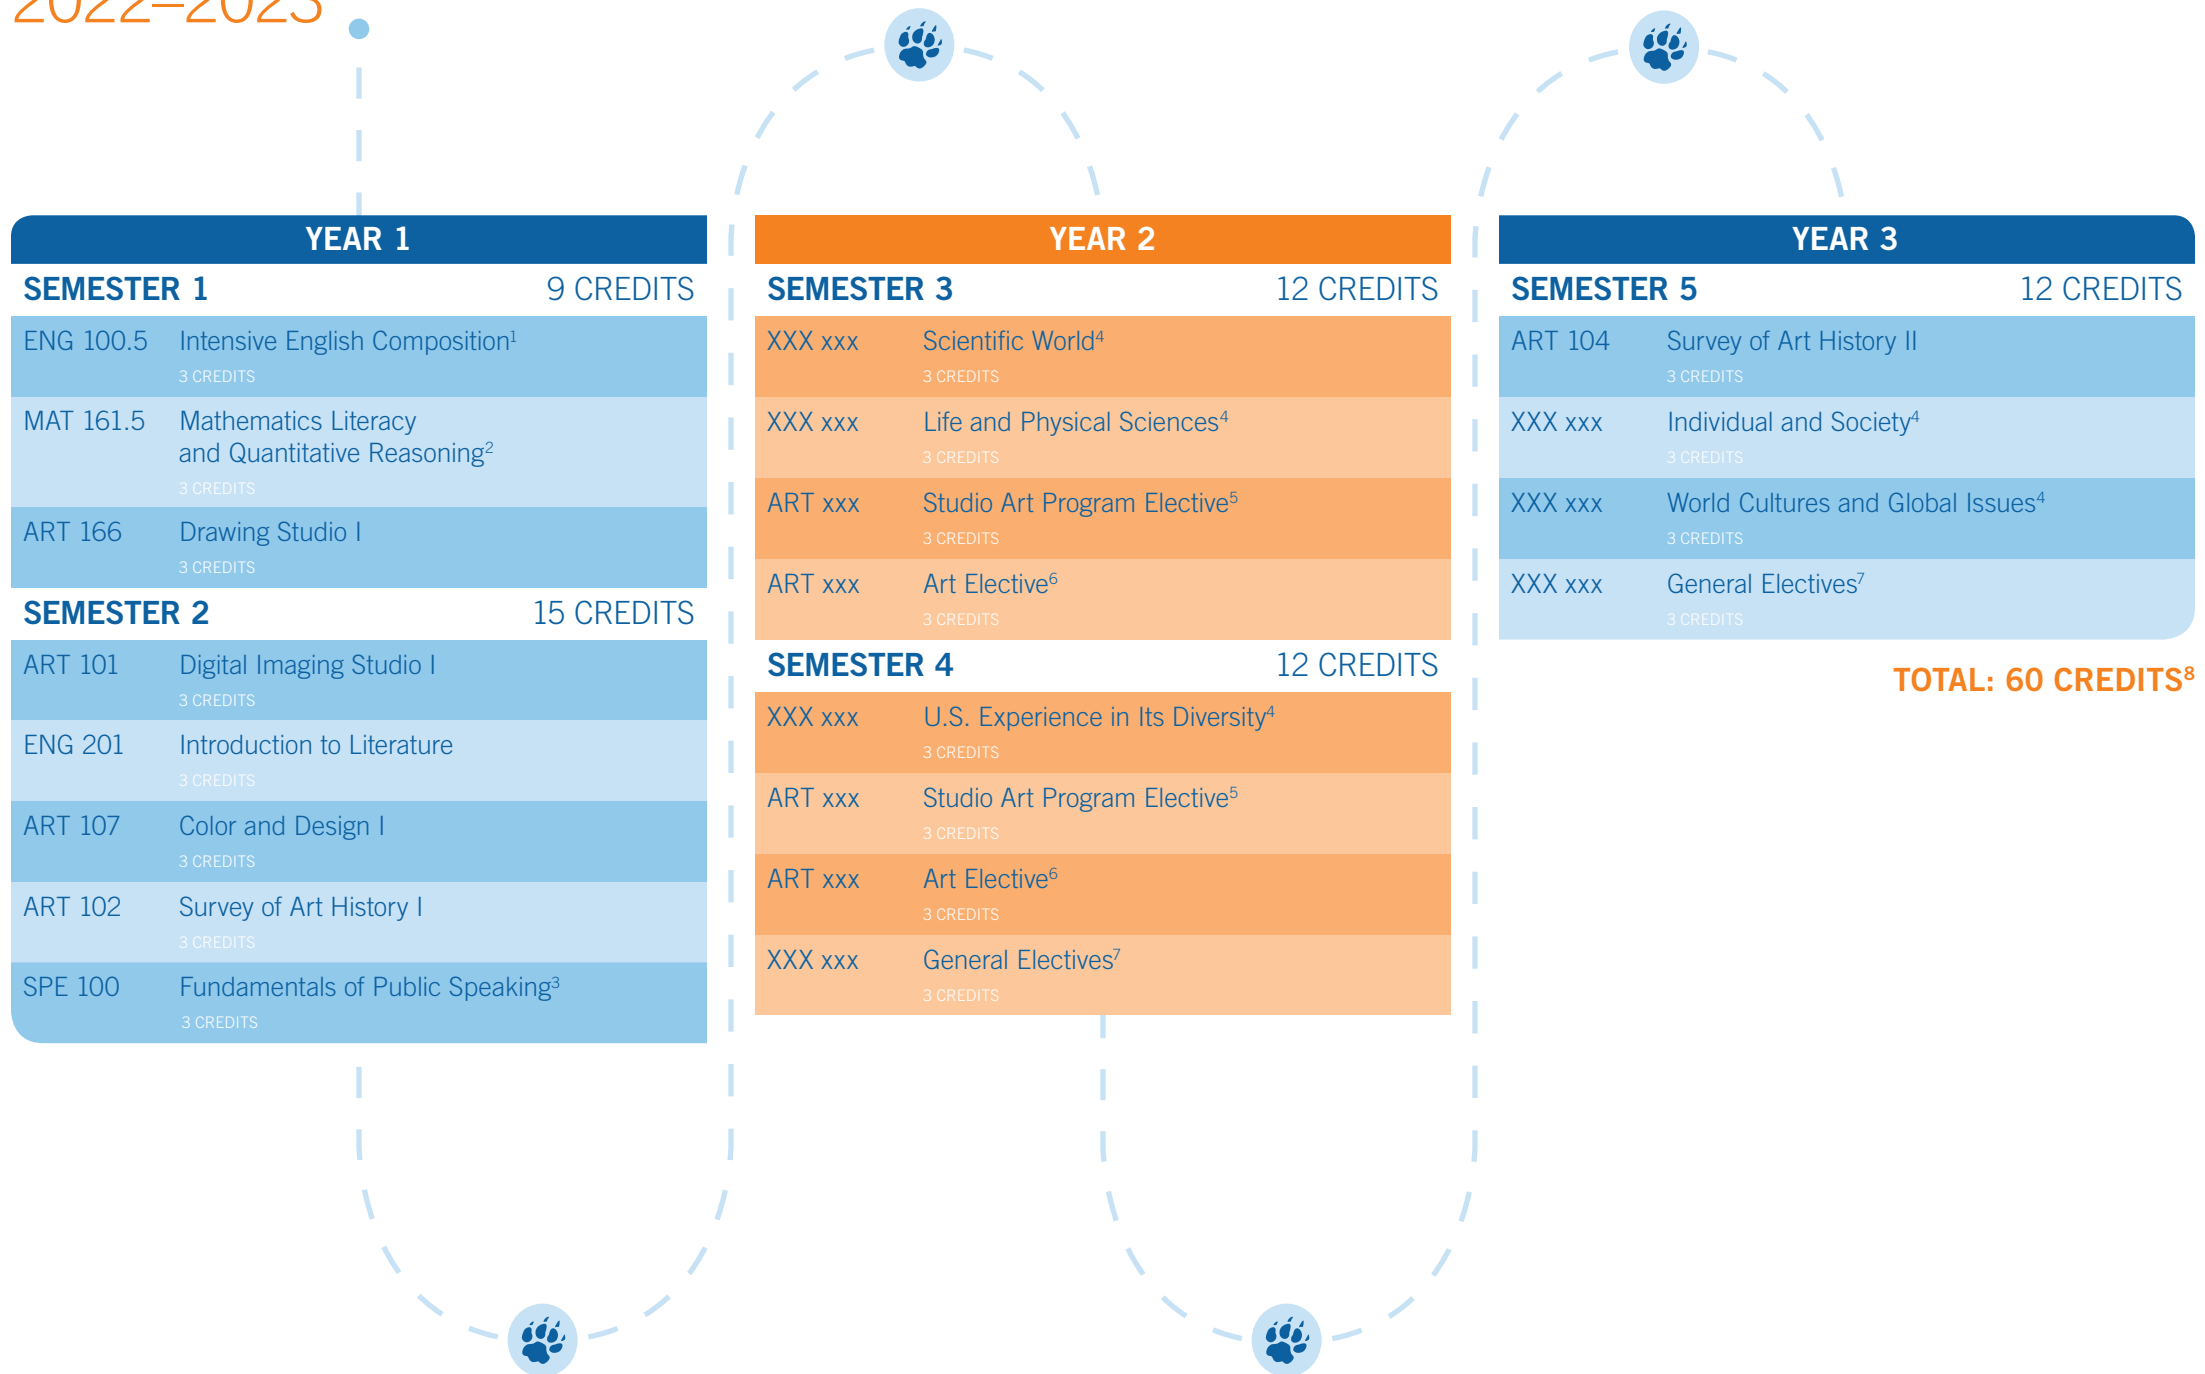 2022–2023
YEAR 1
SEMESTER 1 9 CREDITS
ENG 100.5 Intensive English Composition¹
3 CREDITS
MAT 161.5 Mathematics Literacy
and Quantitative Reasoning²
3 CREDITS
ART 166 Drawing Studio I
3 CREDITS
SEMESTER 2 15 CREDITS
ART 101 Digital Imaging Studio I
3 CREDITS
ENG 201 Introduction to Literature
3 CREDITS
ART 107 Color and Design I
3 CREDITS
ART 102 Survey of Art History I
3 CREDITS
SPE 100 Fundamentals of Public Speaking³
3 CREDITS
YEAR 2
SEMESTER 3 12 CREDITS
XXX xxx Scientific World⁴
3 CREDITS
XXX xxx Life and Physical Sciences⁴
3 CREDITS
ART xxx Studio Art Program Elective⁵
3 CREDITS
ART xxx Art Elective⁶
3 CREDITS
SEMESTER 4 12 CREDITS
XXX xxx U.S. Experience in Its Diversity⁴
3 CREDITS
ART xxx Studio Art Program Elective⁵
3 CREDITS
ART xxx Art Elective⁶
3 CREDITS
XXX xxx General Electives⁷
3 CREDITS
YEAR 3
SEMESTER 5 12 CREDITS
ART 104 Survey of Art History II
3 CREDITS
XXX xxx Individual and Society⁴
3 CREDITS
XXX xxx World Cultures and Global Issues⁴
3 CREDITS
XXX xxx General Electives⁷
3 CREDITS
TOTAL: 60 CREDITS⁸